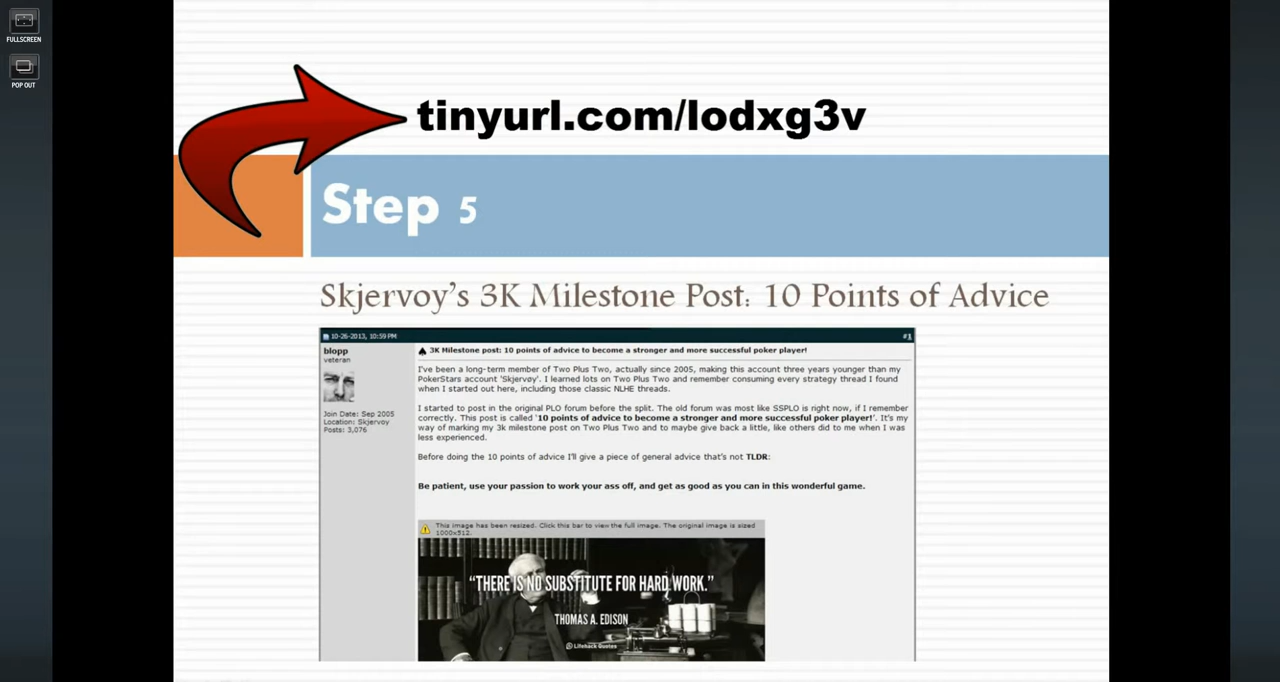 FULLSCREEN
POP OUT
tinyurl.com/lodxg3v
Step 5
Skjervoy's 3K Milestone Post: 10 Points of Advice
10-26-2013, 10:59 PM
#1
blopp
veteran
Join Date: Sep 2005
Location: Skjervoy
Posts: 3,076
3K Milestone post: 10 points of advice to become a stronger and more successful poker player!
I've been a long-term member of Two Plus Two, actually since 2005, making this account three years younger than my
PokerStars account 'Skjervøy'. I learned lots on Two Plus Two and remember consuming every strategy thread I found
when I started out here, including those classic NLHE threads.
I started to post in the original PLO forum before the split. The old forum was most like SSPLO is right now, if I remember
correctly. This post is called '10 points of advice to become a stronger and more successful poker player!'. It's my
way of marking my 3k milestone post on Two Plus Two and to maybe give back a little, like others did to me when I was
less experienced.
Before doing the 10 points of advice I'll give a piece of general advice that's not TLDR:
Be patient, use your passion to work your ass off, and get as good as you can in this wonderful game.
This image has been resized. Click this bar to view the full image. The original image is sized
1000x512.
"THERE IS NO SUBSTITUTE FOR HARD WORK."
THOMAS A. EDISON
Lifehack Quotes